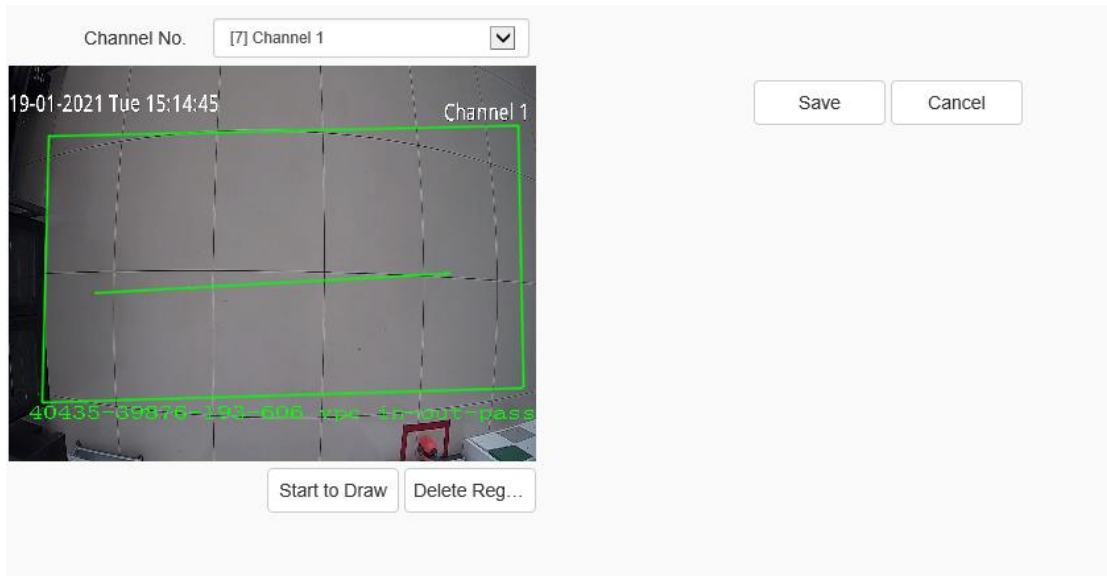 Channel No.
[7] Channel 1
Save
Cancel
19-01-2021 Tue 15:14:45
Channel 1
40435-39876-193-606 vpc in-out-pass
Start to Draw
Delete Reg...